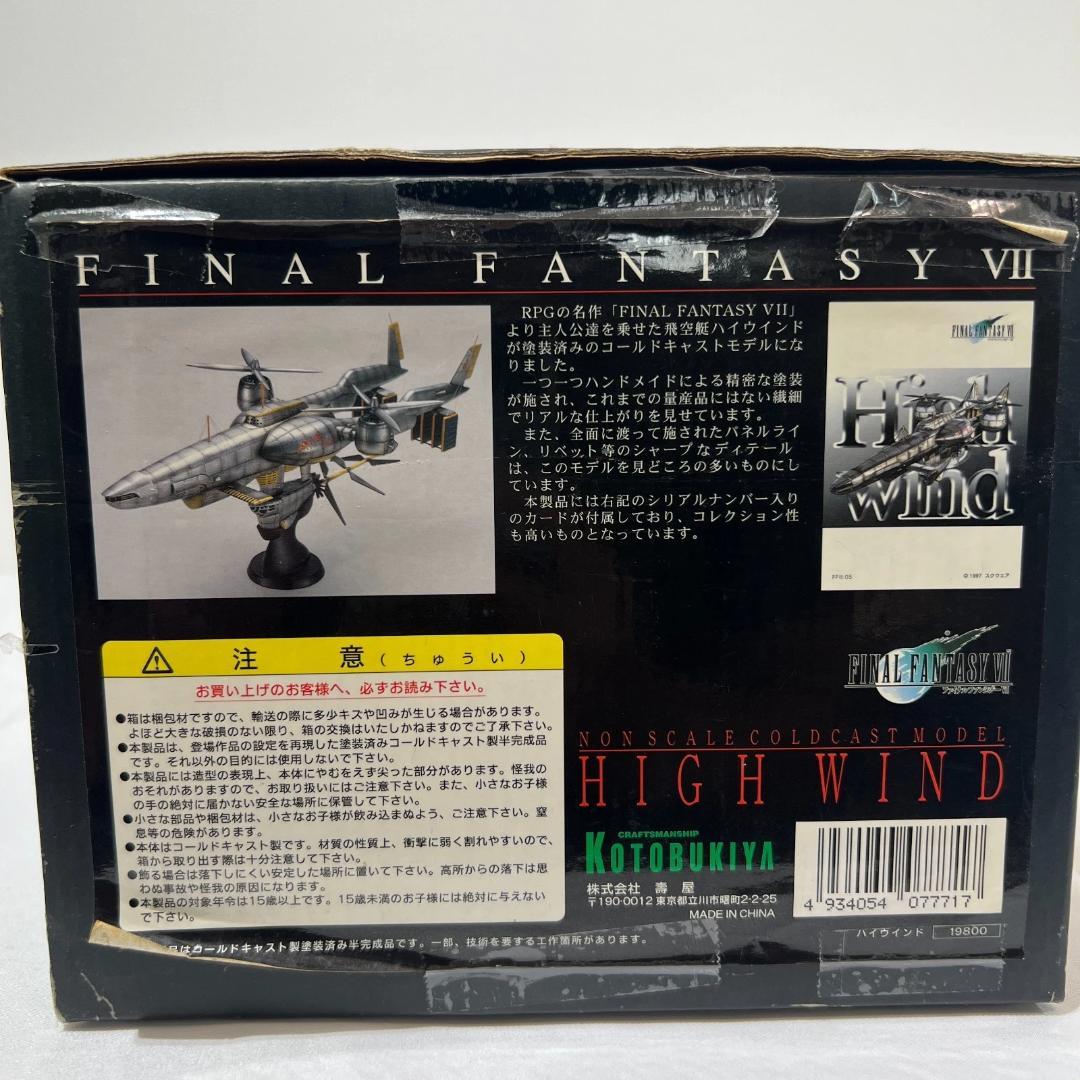 FINAL FANTASY VII
RPGの名作「FINAL FANTASY VII」
より主人公達を乗せた飛空艇ハイウインド
が塗装済みのコールドキャストモデルにな
りました。
一つ一つハンドメイドによる精密な塗装
が施され、これまでの量産品にはない繊細
でリアルな仕上がりを見せています。
また、全面に渡って施されたパネルライ
ン、リベット等のシャープなディテール
は、このモデルを見どころの多いものにし
ています。
本製品には右記のシリアルナンバー入り
のカードが付属しており、コレクション性
も高いものとなっています。
FINAL FANTASY VII
High
wind
©1997 スクウェア
注意(ちゅうい)
お買い上げのお客様へ、必ずお読み下さい。
●箱は梱包材ですので、輸送の際に多少キズや凹みが生じる場合があります。
よほど大きな破損のない限り、箱の交換はいたしかねますのでご了承下さい。
●本製品は、登場作品の設定を再現した塗装済みコールドキャスト製半完成品
です。それ以外の目的には使用しないで下さい。
●本製品には造型の表現上、本体にやむをえず尖った部分があります。怪我の
おそれがありますので、お取り扱いにはご注意下さい。また、小さなお子様
の手の絶対に届かない安全な場所に保管して下さい。
●小さな部品や梱包材は、小さなお子様が飲み込まぬよう、ご注意下さい。窒
息等の危険があります。
●本体はコールドキャスト製です。材質の性質上、衝撃に弱く割れやすいので、
箱から取り出す際は十分注意して下さい。
●飾る場合は落下しにくい安定した場所に置いて下さい。高所からの落下は思
わぬ事故や怪我の原因になります。
●本製品の対象年令は15歳以上です。15歳未満のお子様には絶対に与えない
で下さい。
品はコールドキャスト製塗装済み半完成品です。一部、技術を要する工作箇所があります。
FINAL FANTASY VII
ファイナルファンタジーVII
NON SCALE COLDCAST MODEL
HIGH WIND
CRAFTSMANSHIP
KOTOBUKIYA
株式会社 壽屋
〒190-0012 東京都立川市曙町2-2-25
MADE IN CHINA
4 934054 077717
ハイウインド 19800